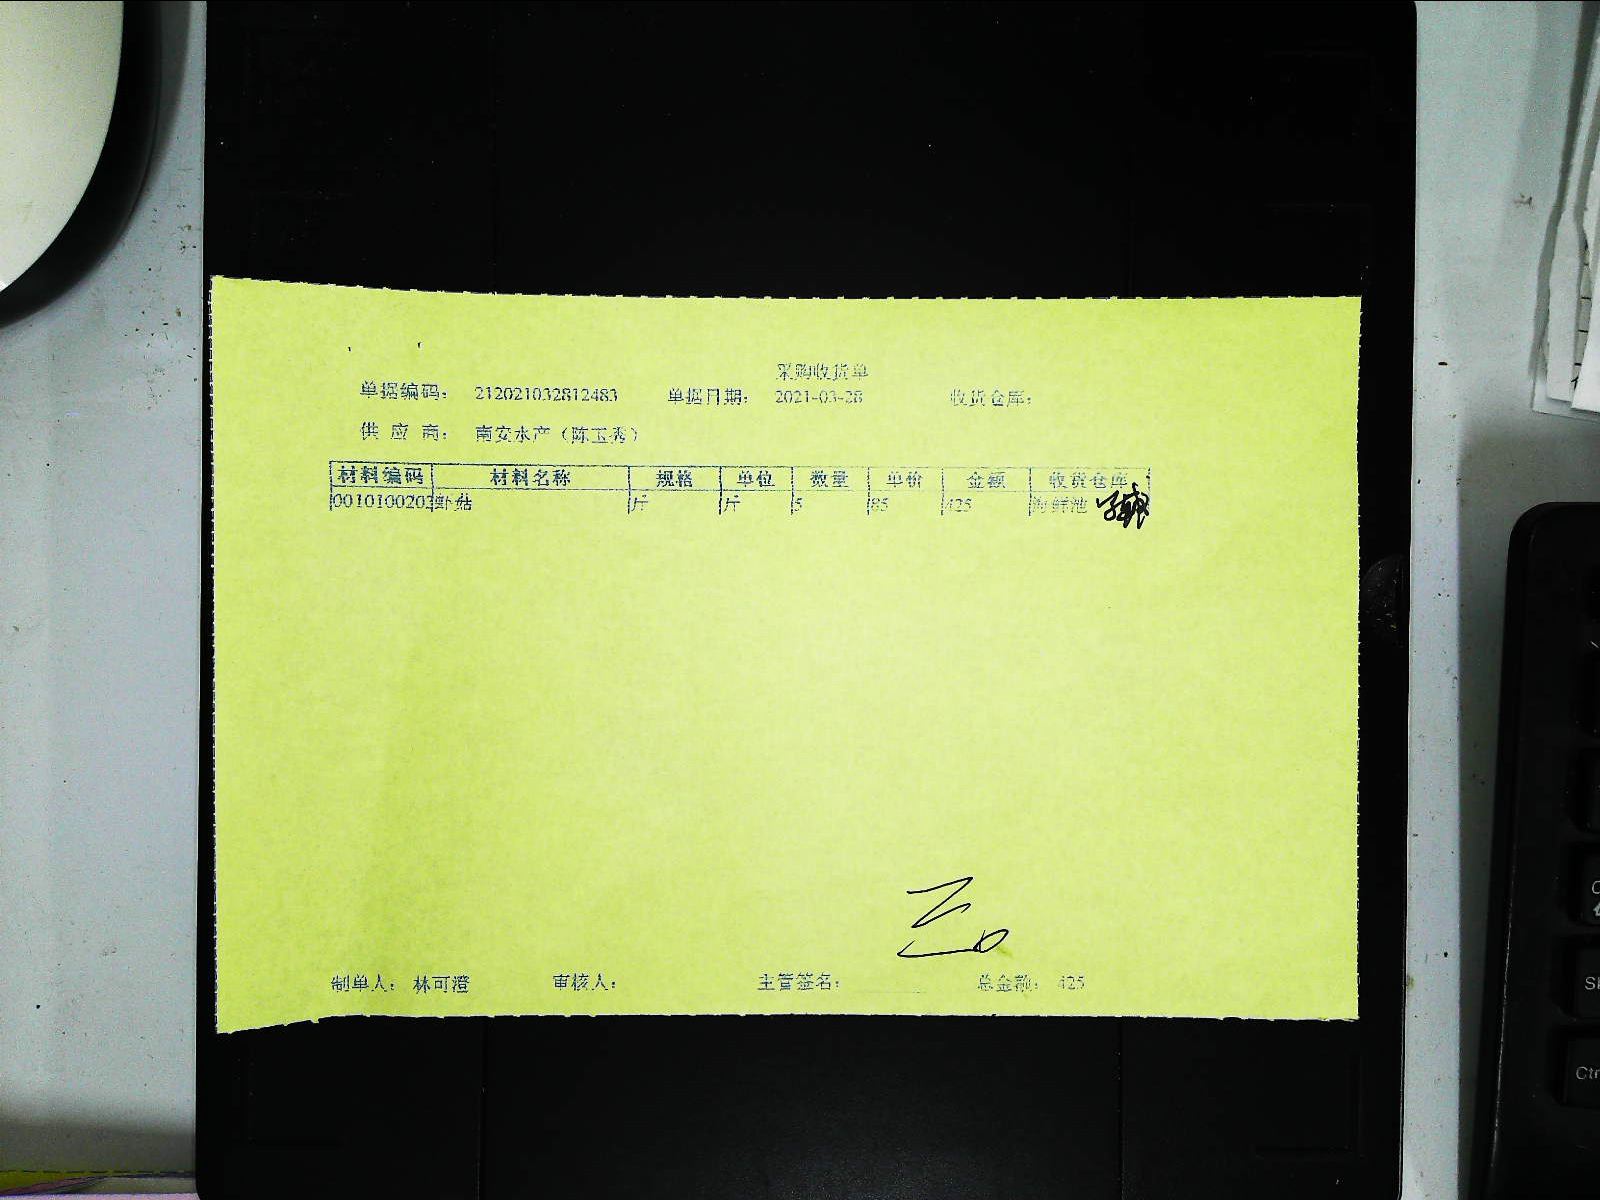 采购收货单
单据编码： 212021032812483 单据日期： 2021-03-28 收货仓库：
供 应 商： 南安水产（陈玉秀）
材料编码 材料名称 规格 单位 数量 单价 金额 收货仓库
0010100202 虾菇 斤 斤 5 85 425 海鲜池
制单人： 林可澄 审核人： 主管签名： 总金额： 425